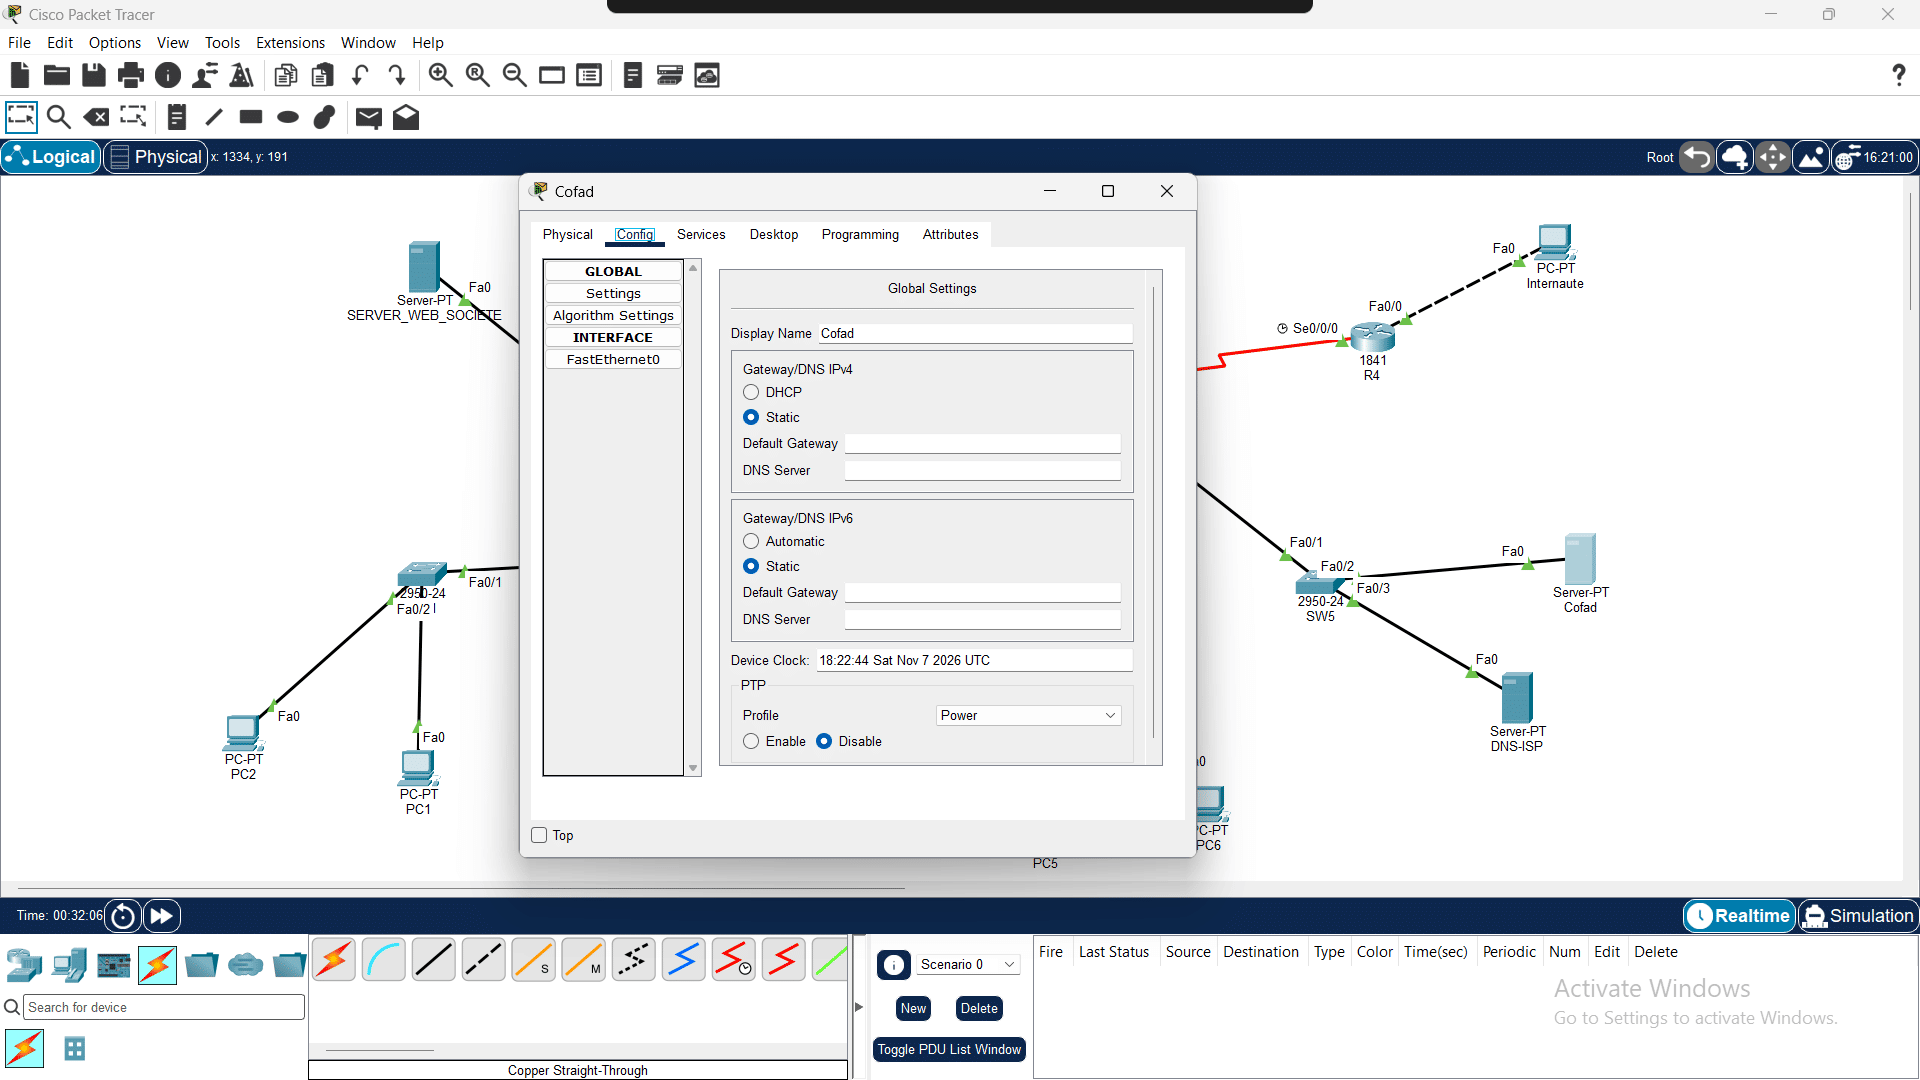 Cisco Packet Tracer
File Edit Options View Tools Extensions Window Help
Logical Physical x: 1334, y: 191 Root 16:21:00
Cofad
Physical Config Services Desktop Programming Attributes
GLOBAL
Settings
Algorithm Settings
INTERFACE
FastEthernet0
Global Settings
Display Name Cofad
Gateway/DNS IPv4
DHCP
Static
Default Gateway
DNS Server
Gateway/DNS IPv6
Automatic
Static
Default Gateway
DNS Server
Device Clock: 18:22:44 Sat Nov 7 2026 UTC
PTP
Profile Power
Enable Disable
Top
Fa0
Server-PT
SERVER_WEB_SOCIETE
2950-24
Fa0/1
Fa0/2
Fa0
PC-PT
PC2
Fa0
PC-PT
PC1
Fa0
PC-PT
Internaute
Fa0/0
Se0/0/0
1841
R4
Fa0/1
Fa0/2
Fa0/3
2950-24
SW5
Fa0
Server-PT
Cofad
Fa0
Server-PT
DNS-ISP
PC6
PC5
Time: 00:32:06 Realtime Simulation
Search for device
S M
Copper Straight-Through
Scenario 0
New Delete
Toggle PDU List Window
Fire Last Status Source Destination Type Color Time(sec) Periodic Num Edit Delete
Activate Windows
Go to Settings to activate Windows.